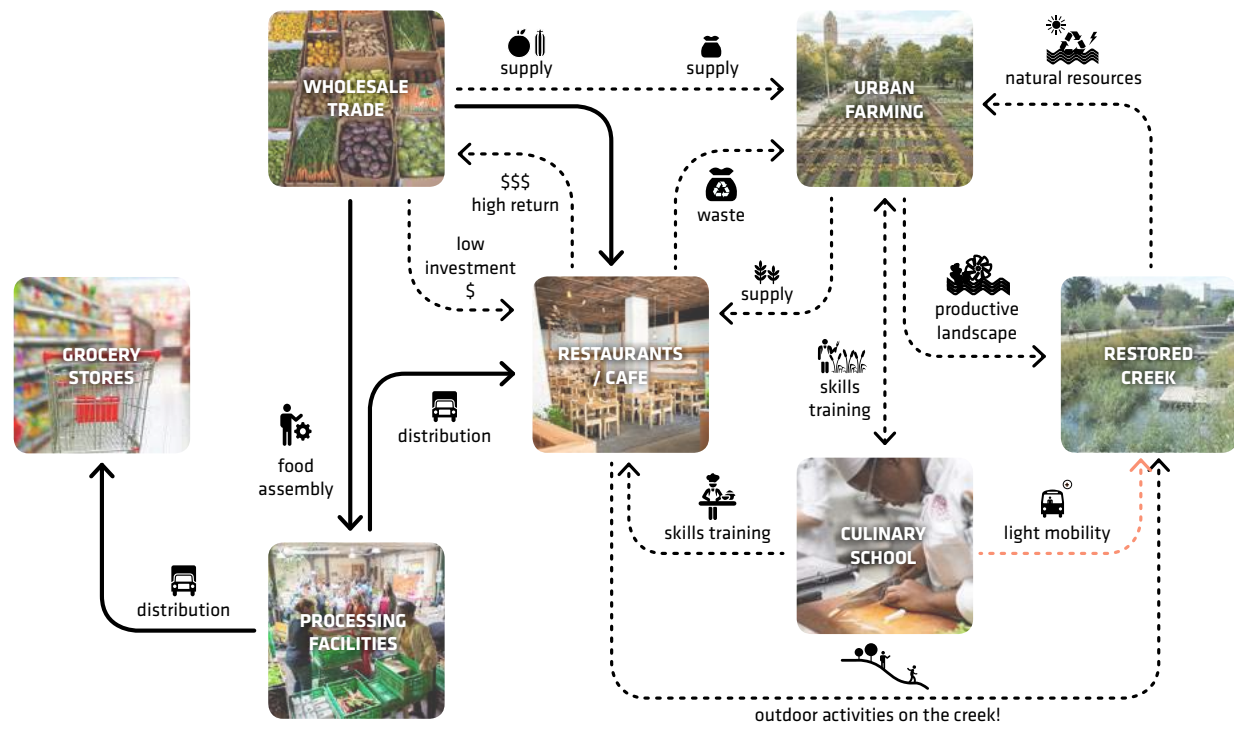 supply
supply
natural resources
WHOLESALE
TRADE
URBAN
FARMING
$$$
high return
waste
low
investment
$
supply
productive
landscape
GROCERY
STORES
RESTAURANTS
/ CAFE
RESTORED
CREEK
skills
training
distribution
food
assembly
skills training
CULINARY
SCHOOL
light mobility
distribution
PROCESSING
FACILITIES
outdoor activities on the creek!